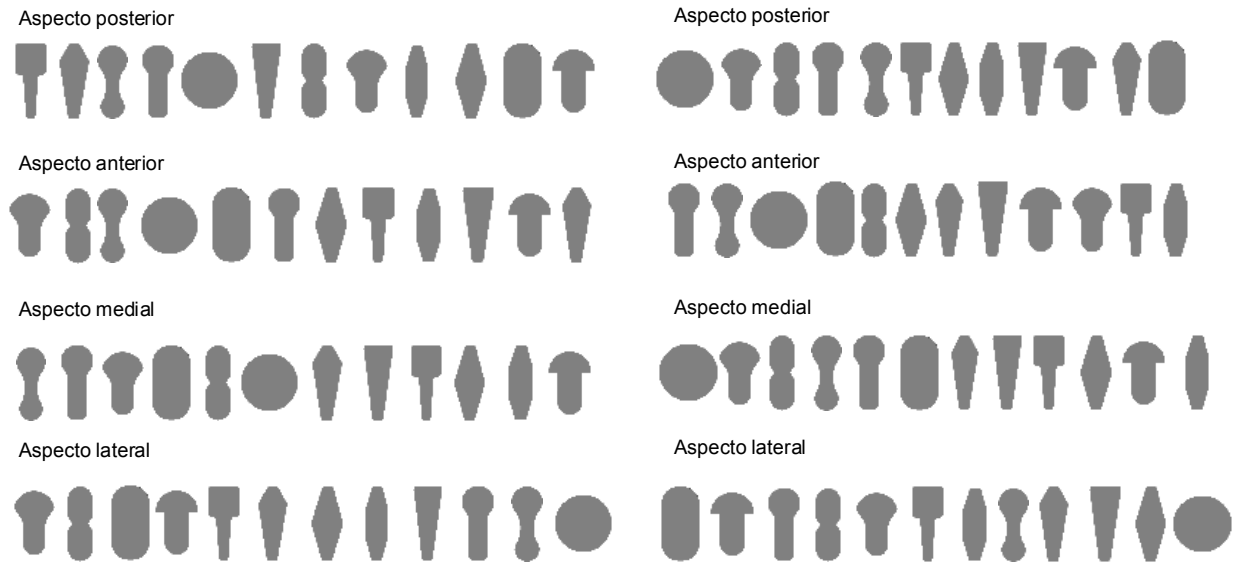 Aspecto posterior
Aspecto posterior
Aspecto anterior
Aspecto anterior
Aspecto medial
Aspecto medial
Aspecto lateral
Aspecto lateral